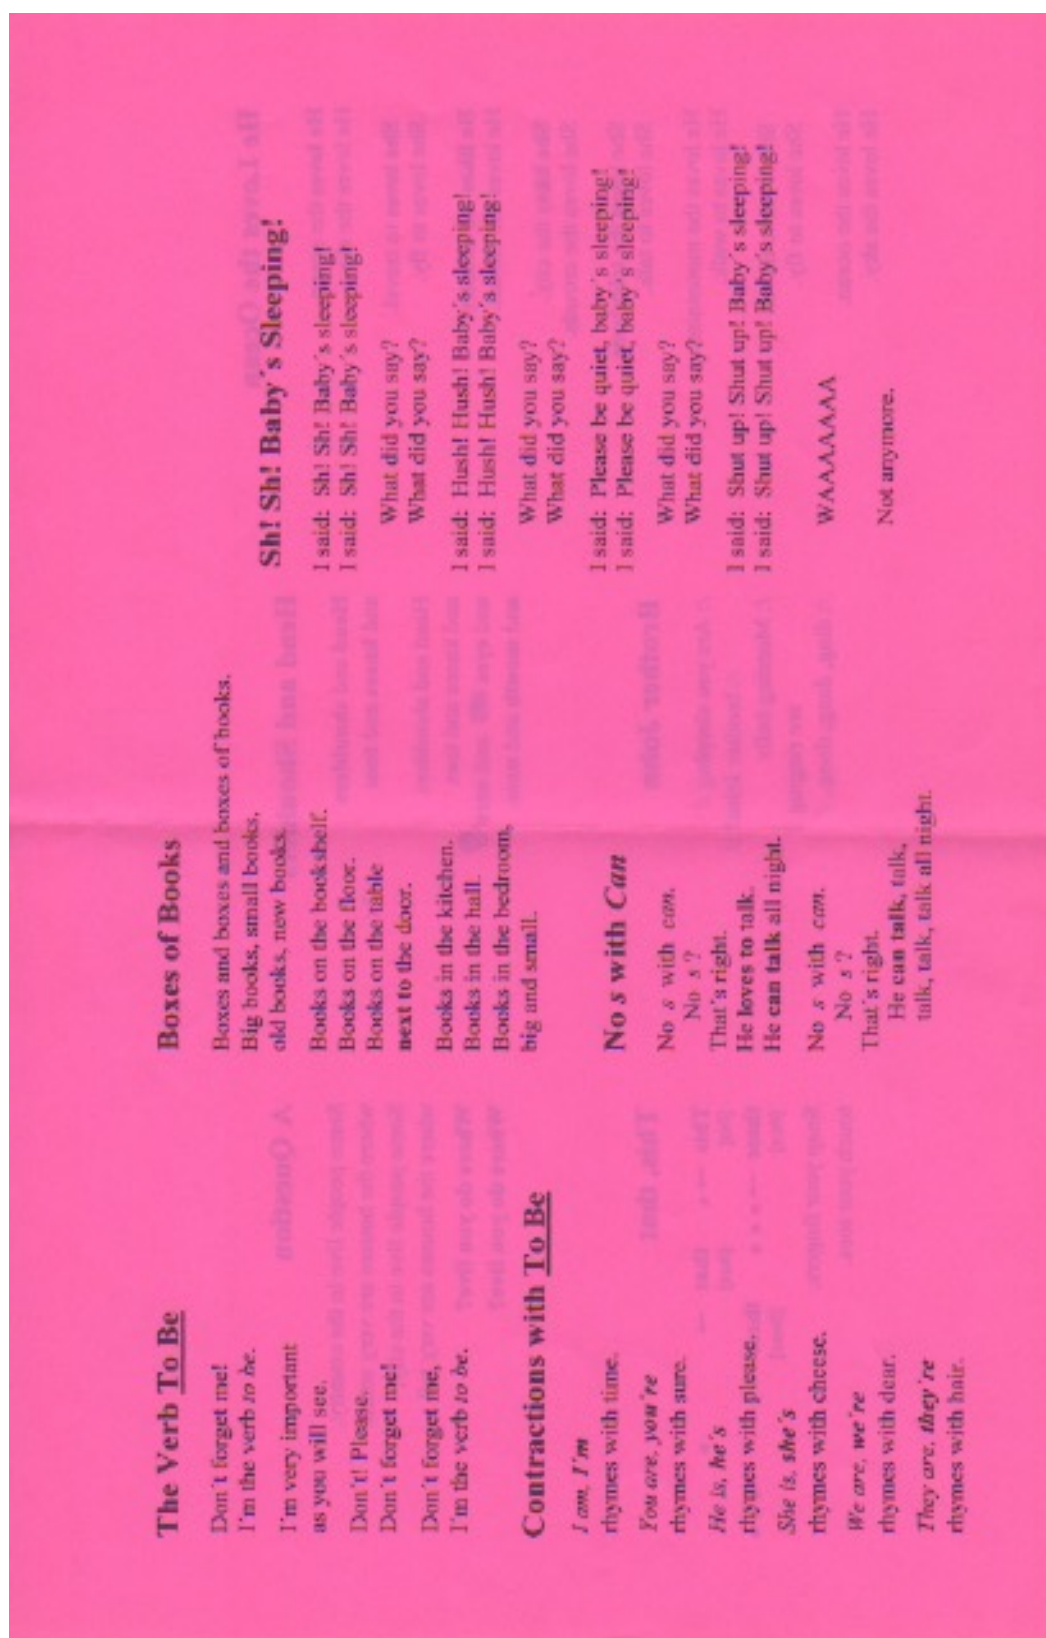 The Verb To Be
Don´t forget me!
I'm the verb to be.
I'm very important
as you will see.
Don´t! Please.
Don´t forget me!
Don´t forget me,
I'm the verb to be.
Contractions with To Be
I am, I´m
rhymes with time.
You are, you´re
rhymes with sure.
He is, he´s
rhymes with please.
She is, she´s
rhymes with cheese.
We are, we´re
rhymes with dear.
They are, they´re
rhymes with hair.
Boxes of Books
Boxes and boxes and boxes of books.
Big books, small books,
old books, new books.
Books on the bookshelf.
Books on the floor.
Books on the table
next to the door.
Books in the kitchen.
Books in the hall.
Books in the bedroom,
big and small.
No s with Can
No s with can.
No s ?
That´s right.
He loves to talk.
He can talk all night.
No s with can.
No s ?
That´s right.
He can talk, talk,
talk, talk, talk all night.
Sh! Sh! Baby´s Sleeping!
I said: Sh! Sh! Baby´s sleeping!
I said: Sh! Sh! Baby´s sleeping!
What did you say?
What did you say?
I said: Hush! Hush! Baby´s sleeping!
I said: Hush! Hush! Baby´s sleeping!
What did you say?
What did you say?
I said: Please be quiet, baby´s sleeping!
I said: Please be quiet, baby´s sleeping!
What did you say?
What did you say?
I said: Shut up! Shut up! Baby´s sleeping!
I said: Shut up! Shut up! Baby´s sleeping!
WAAAAAAA
Not anymore.